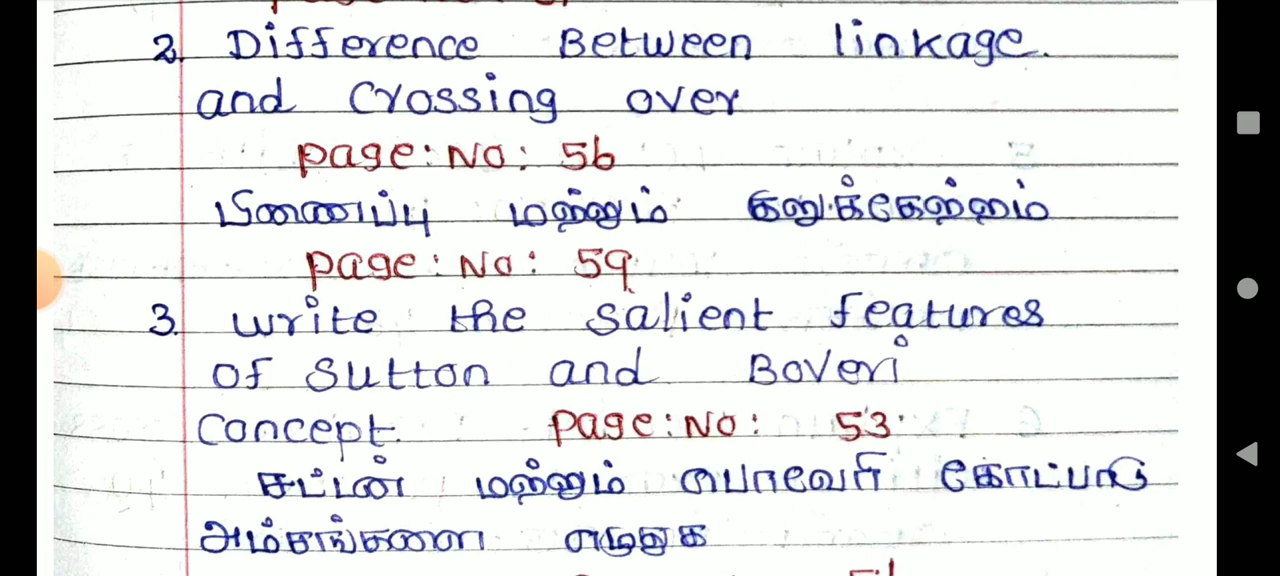 2. Difference Between linkage.
and Crossing over
page: No: 56
பிணைப்பு மற்றும் குறுக்கேற்றம்
page: No: 59
3. Write the salient features
of Sutton and Boveri
Concept. page: No: 53
சட்டன் மற்றும் பொவேரி கோட்பாடு
அம்சங்களை எழுதுக